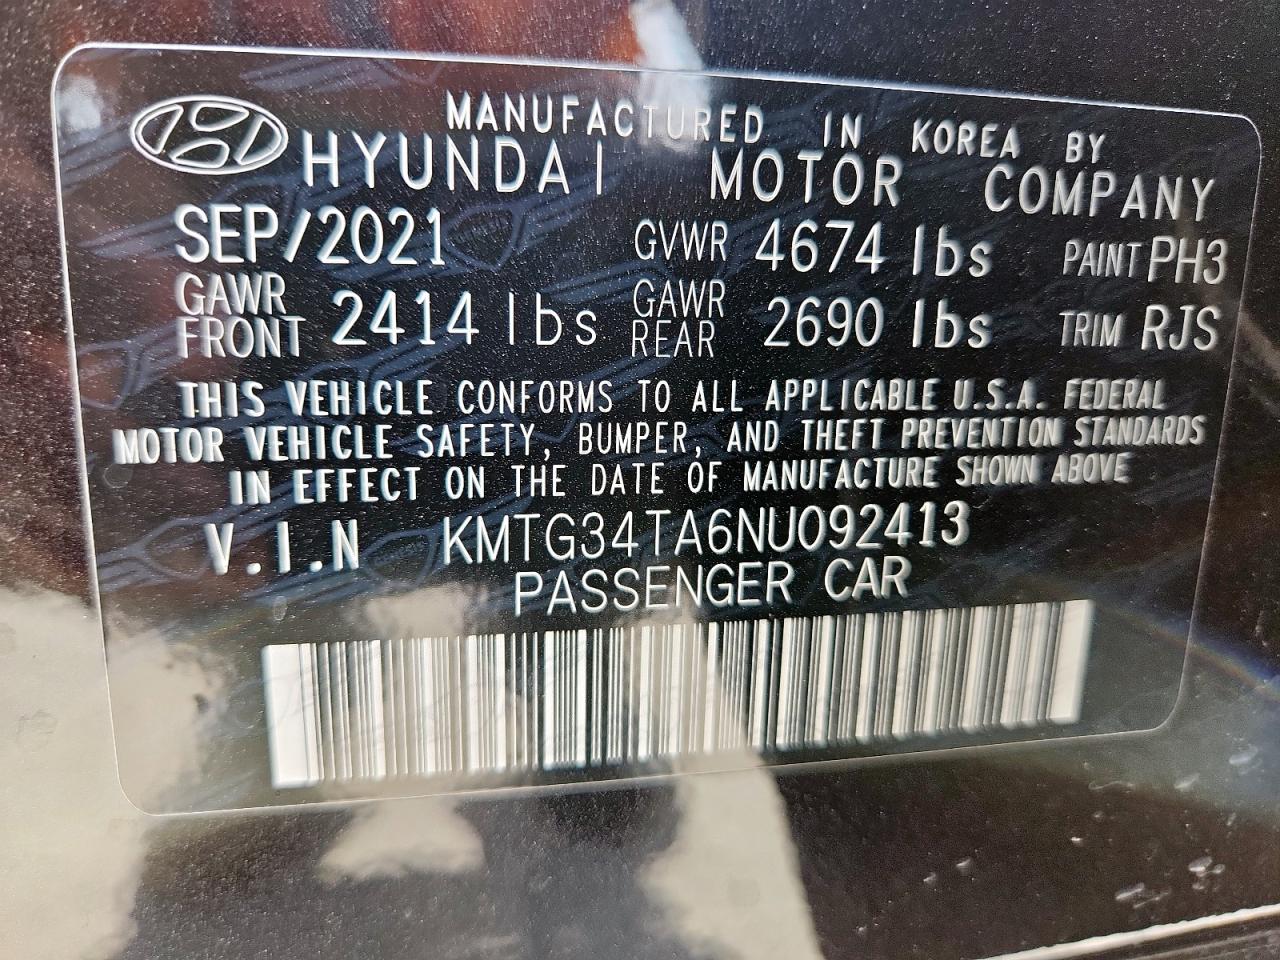 MANUFACTURED IN KOREA BY
HYUNDAI MOTOR COMPANY
SEP/2021 GVWR 4674 lbs PAINT PH3
GAWR FRONT 2414 lbs GAWR REAR 2690 lbs TRIM RJS
THIS VEHICLE CONFORMS TO ALL APPLICABLE U.S.A. FEDERAL
MOTOR VEHICLE SAFETY, BUMPER, AND THEFT PREVENTION STANDARDS
IN EFFECT ON THE DATE OF MANUFACTURE SHOWN ABOVE
V.I.N KMTG34TA6NU092413
PASSENGER CAR